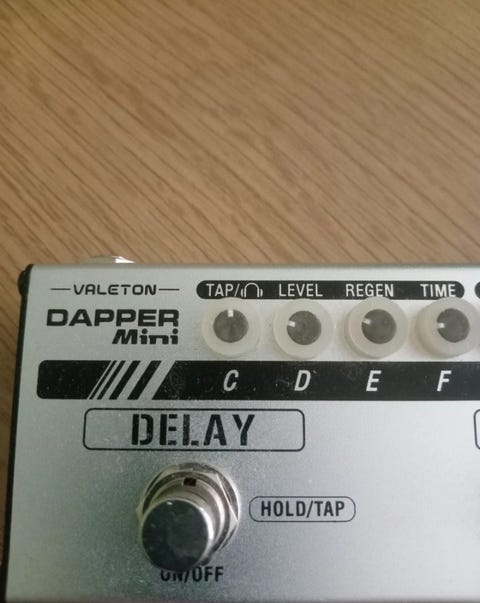 VALETON
DAPPER
Mini
TAP/ LEVEL REGEN TIME
C D E F
DELAY
HOLD/TAP
ON/OFF